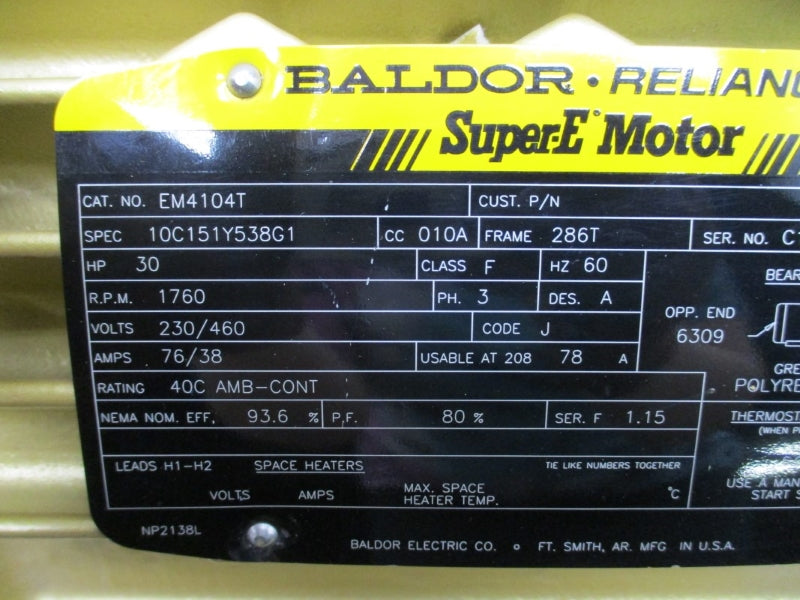 BALDOR • RELIANC
Super-E Motor
CAT. NO. EM4104T CUST. P/N
SPEC 10C151Y538G1 CC 010A FRAME 286T SER. NO. C1
HP 30 CLASS F HZ 60
R.P.M. 1760 PH. 3 DES. A
VOLTS 230/460 CODE J
AMPS 76/38 USABLE AT 208 78 A
RATING 40C AMB-CONT
NEMA NOM. EFF. 93.6 % P.F. 80 % SER. F 1.15
LEADS H1-H2 SPACE HEATERS TIE LIKE NUMBERS TOGETHER
VOLTS AMPS MAX. SPACE HEATER TEMP. °C
BEAR
OPP. END
6309
GRE
POLYRE
THERMOST
(WHEN P
USE A MAN
START S
NP2138L
BALDOR ELECTRIC CO. o FT. SMITH, AR. MFG IN U.S.A.